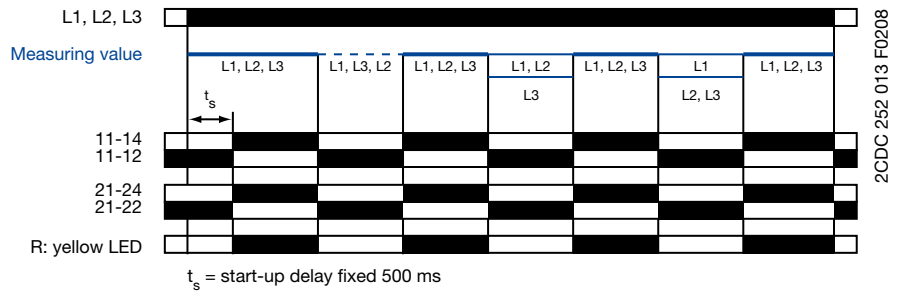 L1, L2, L3
Measuring value
L1, L2, L3
L1, L3, L2
L1, L2, L3
L1, L2
L3
L1, L2, L3
L1
L2, L3
L1, L2, L3
ts
11-14
11-12
21-24
21-22
R: yellow LED
ts = start-up delay fixed 500 ms
2CDC 252 013 F0208